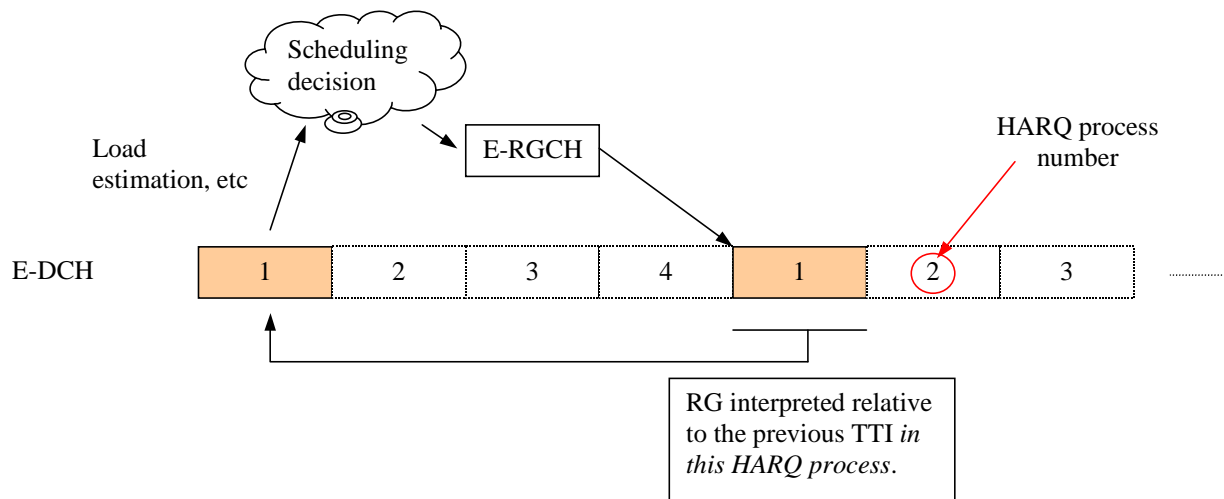 Scheduling
decision
E-RGCH
HARQ process
number
Load
estimation, etc
E-DCH
1
2
3
4
1
2
3
RG interpreted relative
to the previous TTI in
this HARQ process.